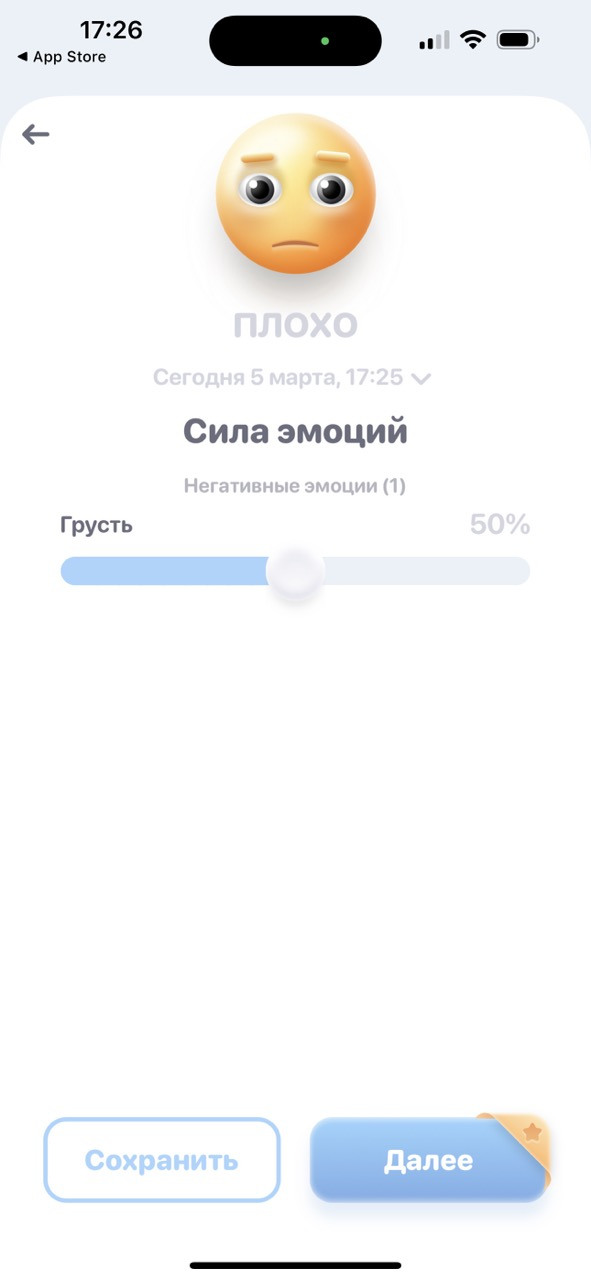 17:26
◀ App Store
плохо
Сегодня 5 марта, 17:25
Сила эмоций
Негативные эмоции (1)
Грусть 50%
Сохранить Далее